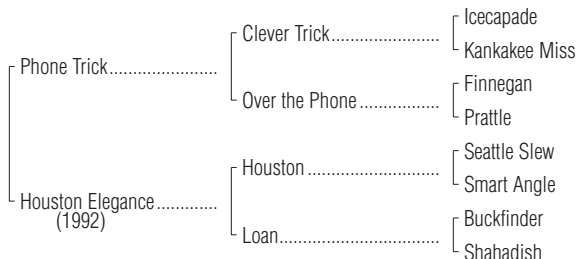 Icecapade
Clever Trick
Kankakee Miss
Phone Trick
Finnegan
Over the Phone
Prattle
Seattle Slew
Houston
Smart Angle
Houston Elegance
(1992)
Buckfinder
Loan
Shahadish